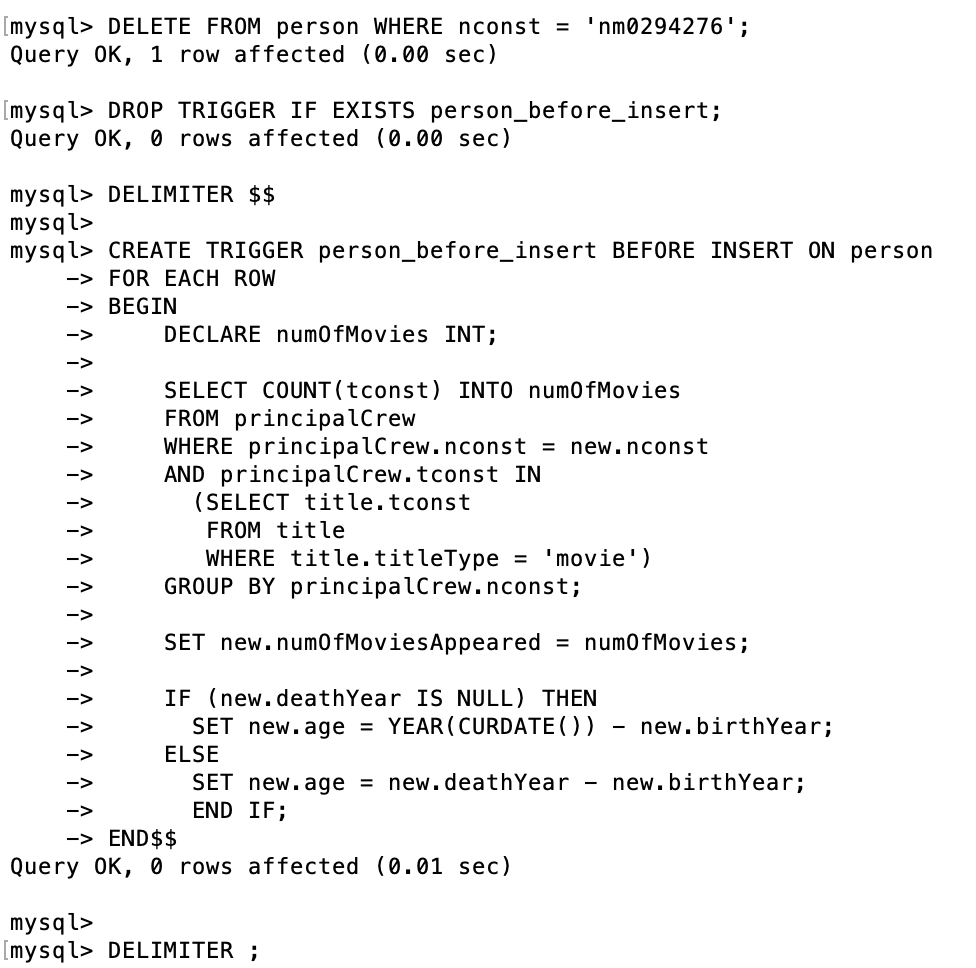 [mysql> DELETE FROM person WHERE nconst = 'nm0294276';
Query OK, 1 row affected (0.00 sec)

[mysql> DROP TRIGGER IF EXISTS person_before_insert;
Query OK, 0 rows affected (0.00 sec)

mysql> DELIMITER $$
mysql>
mysql> CREATE TRIGGER person_before_insert BEFORE INSERT ON person
    -> FOR EACH ROW
    -> BEGIN
    ->     DECLARE numOfMovies INT;
    ->
    ->     SELECT COUNT(tconst) INTO numOfMovies
    ->     FROM principalCrew
    ->     WHERE principalCrew.nconst = new.nconst
    ->     AND principalCrew.tconst IN
    ->       (SELECT title.tconst
    ->        FROM title
    ->        WHERE title.titleType = 'movie')
    ->     GROUP BY principalCrew.nconst;
    ->
    ->     SET new.numOfMoviesAppeared = numOfMovies;
    ->
    ->     IF (new.deathYear IS NULL) THEN
    ->       SET new.age = YEAR(CURDATE()) - new.birthYear;
    ->     ELSE
    ->       SET new.age = new.deathYear - new.birthYear;
    ->       END IF;
    -> END$$
Query OK, 0 rows affected (0.01 sec)

mysql>
[mysql> DELIMITER ;